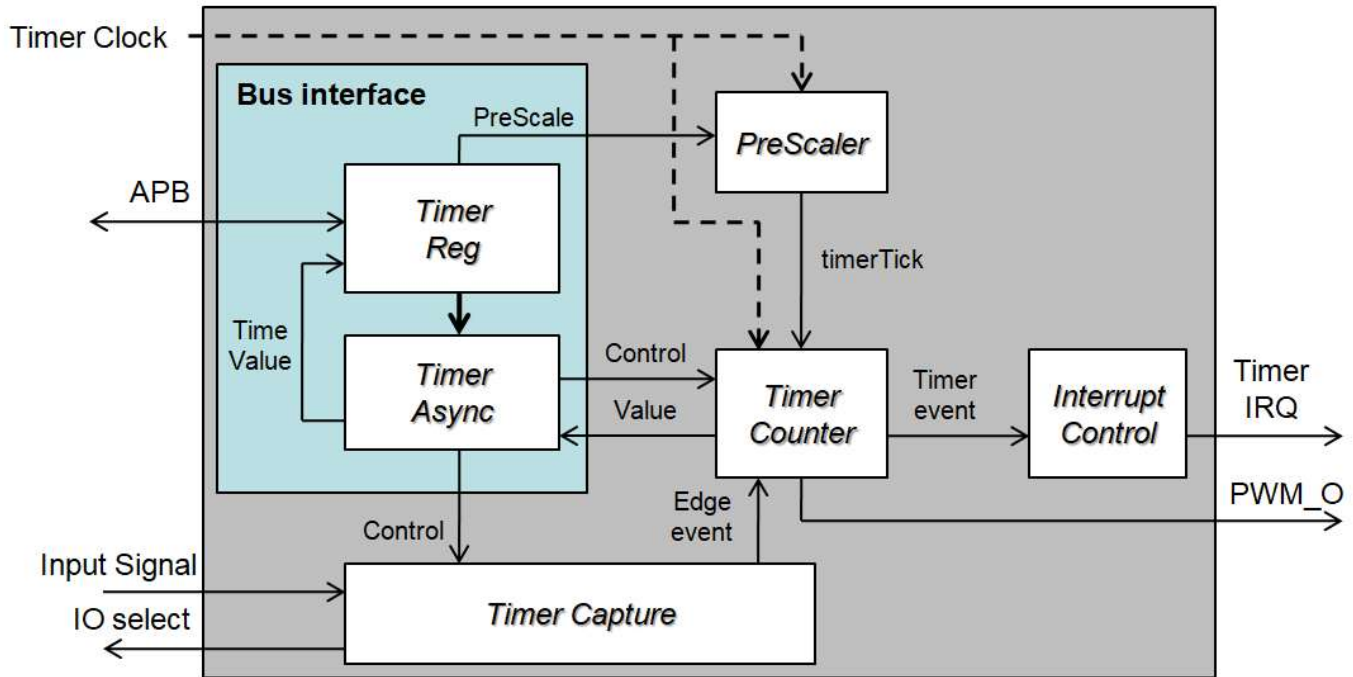 Timer Clock
Bus interface
PreScale
PreScaler
APB
Timer
Reg
timerTick
Time
Value
Timer
Async
Control
Value
Timer
Counter
Timer
event
Interrupt
Control
Timer
IRQ
PWM_O
Edge
event
Control
Input Signal
IO select
Timer Capture